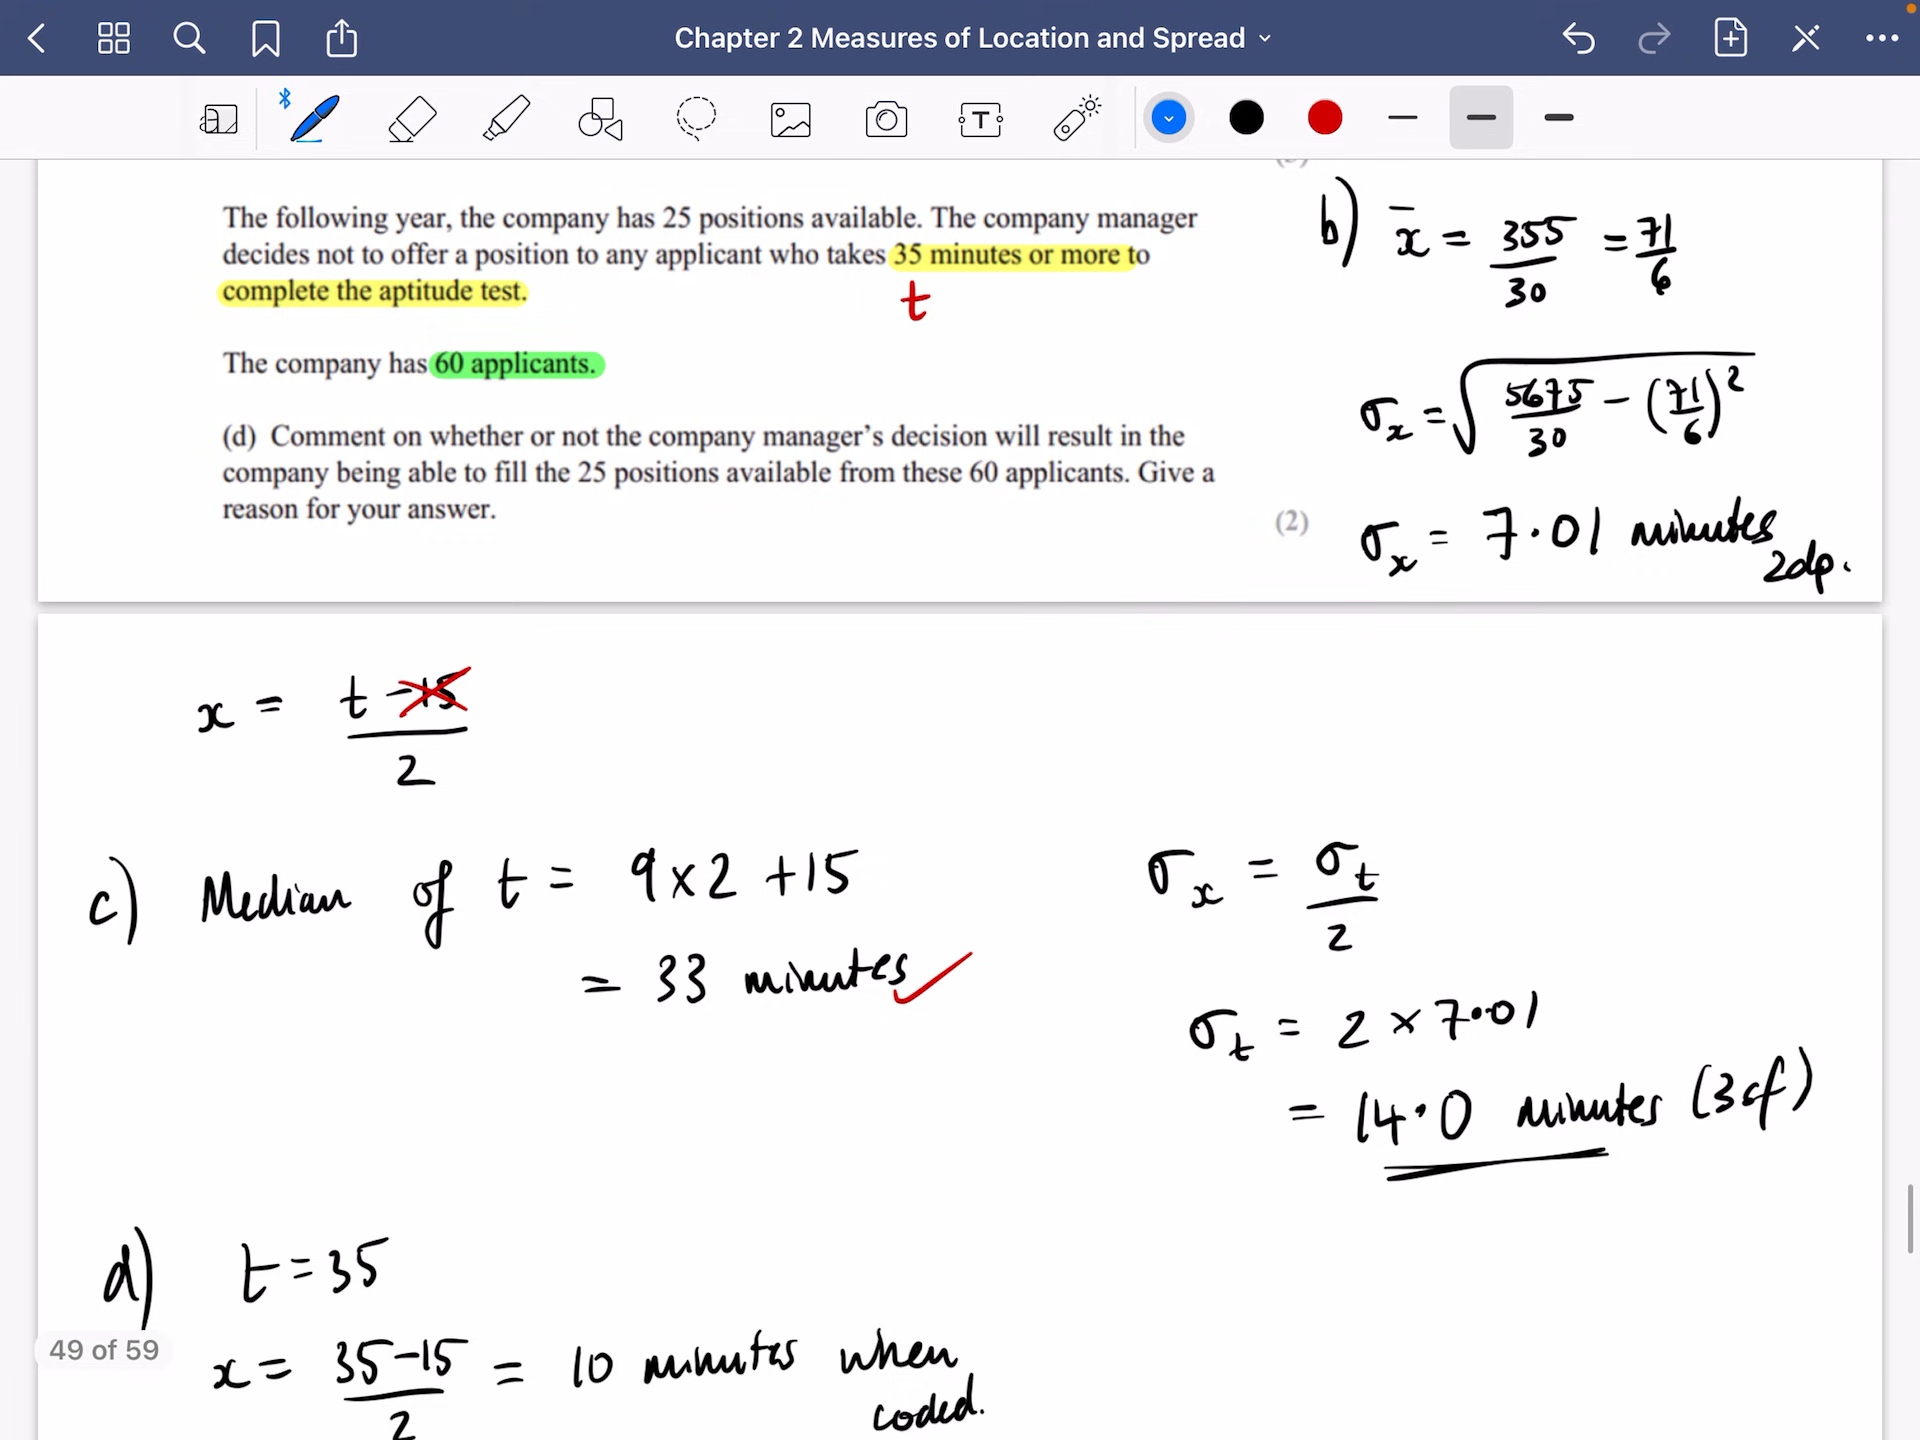 Chapter 2 Measures of Location and Spread
The following year, the company has 25 positions available. The company manager
decides not to offer a position to any applicant who takes 35 minutes or more to
complete the aptitude test.
t
The company has 60 applicants.
(d) Comment on whether or not the company manager's decision will result in the
company being able to fill the 25 positions available from these 60 applicants. Give a
reason for your answer.
(2)
b) x̄ = 355/30 = 71/6
σx = √(5675/30 − (71/6)²)
σx = 7.01 minutes
2dp.
x = (t − 15)/2
c) Median of t = 9 × 2 + 15
= 33 minutes ✓
σx = σt/2
σt = 2 × 7.01
= 14.0 minutes (3sf)
d) t = 35
x = (35 − 15)/2 = 10 minutes when
coded.
49 of 59